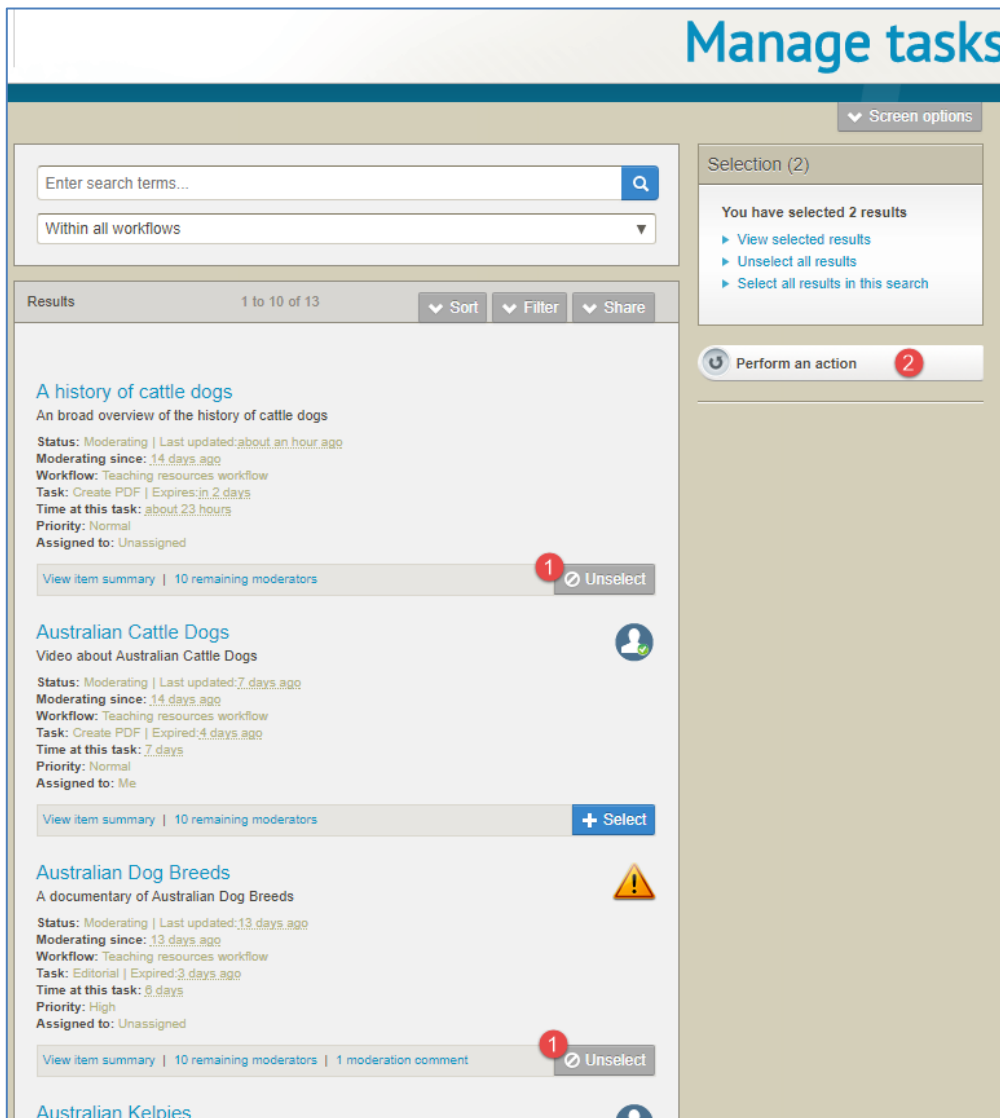 Manage tasks
Screen options
Enter search terms...
Within all workflows
Selection (2)
You have selected 2 results
View selected results
Unselect all results
Select all results in this search
Results 1 to 10 of 13 Sort Filter Share
Perform an action 2
A history of cattle dogs
An broad overview of the history of cattle dogs
Status: Moderating | Last updated:about an hour ago
Moderating since: 14 days ago
Workflow: Teaching resources workflow
Task: Create PDF | Expires:in 2 days
Time at this task: about 23 hours
Priority: Normal
Assigned to: Unassigned
View item summary | 10 remaining moderators 1 Unselect
Australian Cattle Dogs
Video about Australian Cattle Dogs
Status: Moderating | Last updated:7 days ago
Moderating since: 14 days ago
Workflow: Teaching resources workflow
Task: Create PDF | Expired:4 days ago
Time at this task: 7 days
Priority: Normal
Assigned to: Me
View item summary | 10 remaining moderators Select
Australian Dog Breeds
A documentary of Australian Dog Breeds
Status: Moderating | Last updated:13 days ago
Moderating since: 13 days ago
Workflow: Teaching resources workflow
Task: Editorial | Expired:3 days ago
Time at this task: 6 days
Priority: High
Assigned to: Unassigned
View item summary | 10 remaining moderators | 1 moderation comment 1 Unselect
Australian Kelpies